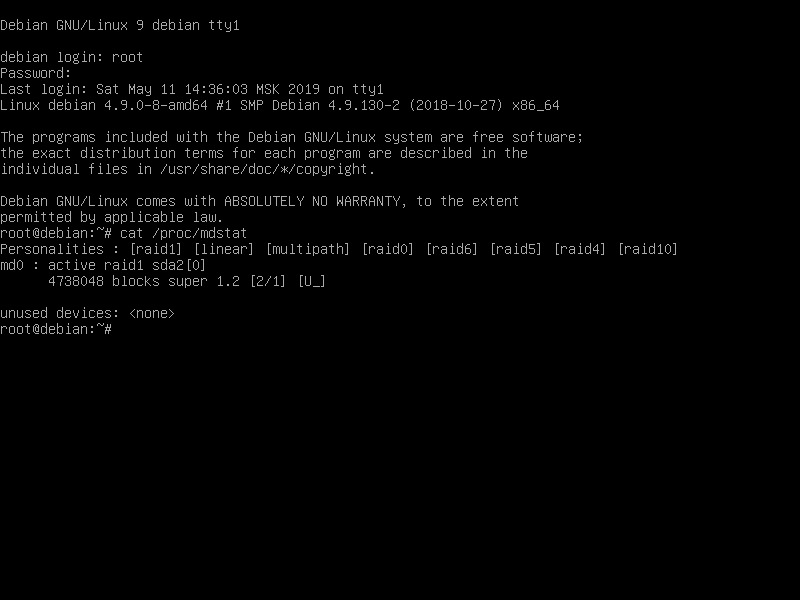 Debian GNU/Linux 9 debian tty1
debian login: root
Password:
Last login: Sat May 11 14:36:03 MSK 2019 on tty1
Linux debian 4.9.0-8-amd64 #1 SMP Debian 4.9.130-2 (2018-10-27) x86_64
The programs included with the Debian GNU/Linux system are free software;
the exact distribution terms for each program are described in the
individual files in /usr/share/doc/*/copyright.
Debian GNU/Linux comes with ABSOLUTELY NO WARRANTY, to the extent
permitted by applicable law.
root@debian:~# cat /proc/mdstat
Personalities : [raid1] [linear] [multipath] [raid0] [raid6] [raid5] [raid4] [raid10]
md0 : active raid1 sda2[0]
      4738048 blocks super 1.2 [2/1] [U_]
unused devices: <none>
root@debian:~#